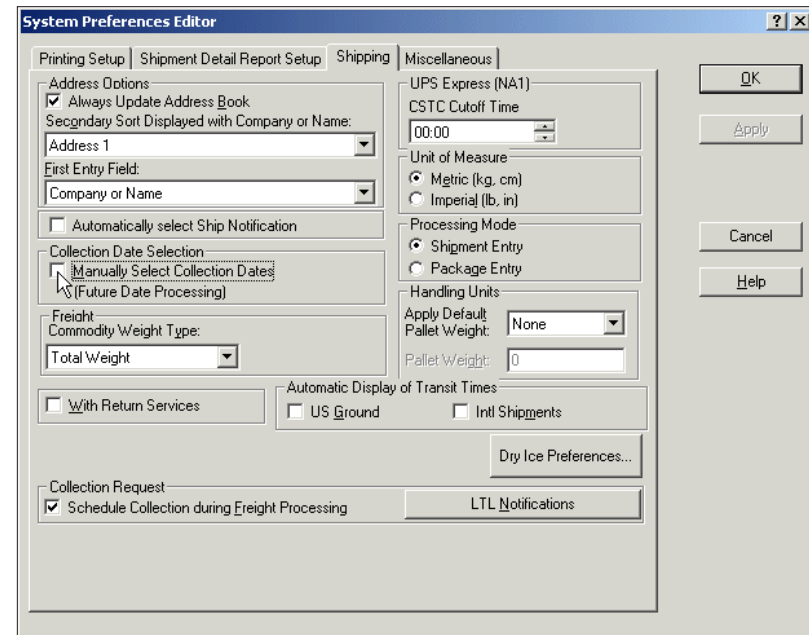 System Preferences Editor
Printing Setup
Shipment Detail Report Setup
Shipping
Miscellaneous
Address Options
Always Update Address Book
Secondary Sort Displayed with Company or Name:
Address 1
First Entry Field:
Company or Name
Automatically select Ship Notification
Collection Date Selection
Manually Select Collection Dates
(Future Date Processing)
Freight
Commodity Weight Type:
Total Weight
With Return Services
UPS Express (NA1)
CSTC Cutoff Time
00:00
Unit of Measure
Metric (kg, cm)
Imperial (lb, in)
Processing Mode
Shipment Entry
Package Entry
Handling Units
Apply Default
Pallet Weight:
None
Pallet Weight:
0
Automatic Display of Transit Times
US Ground
Intl Shipments
Dry Ice Preferences...
Collection Request
Schedule Collection during Freight Processing
LTL Notifications
OK
Apply
Cancel
Help